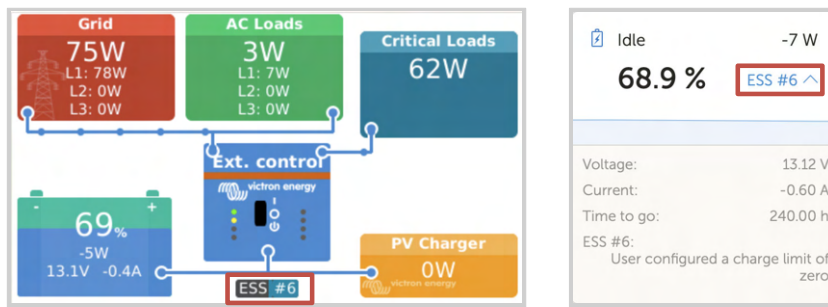 Grid
75W
L1: 78W
L2: 0W
L3: 0W
AC Loads
3W
L1: 7W
L2: 0W
L3: 0W
Critical Loads
62W
Ext. control
victron energy
I
O
- +
69%
-5W
13.1V -0.4A
ESS #6
PV Charger
0W
victron energy
Idle -7 W
68.9 % ESS #6
Voltage: 13.12 V
Current: -0.60 A
Time to go: 240.00 h
ESS #6:
User configured a charge limit of
zero